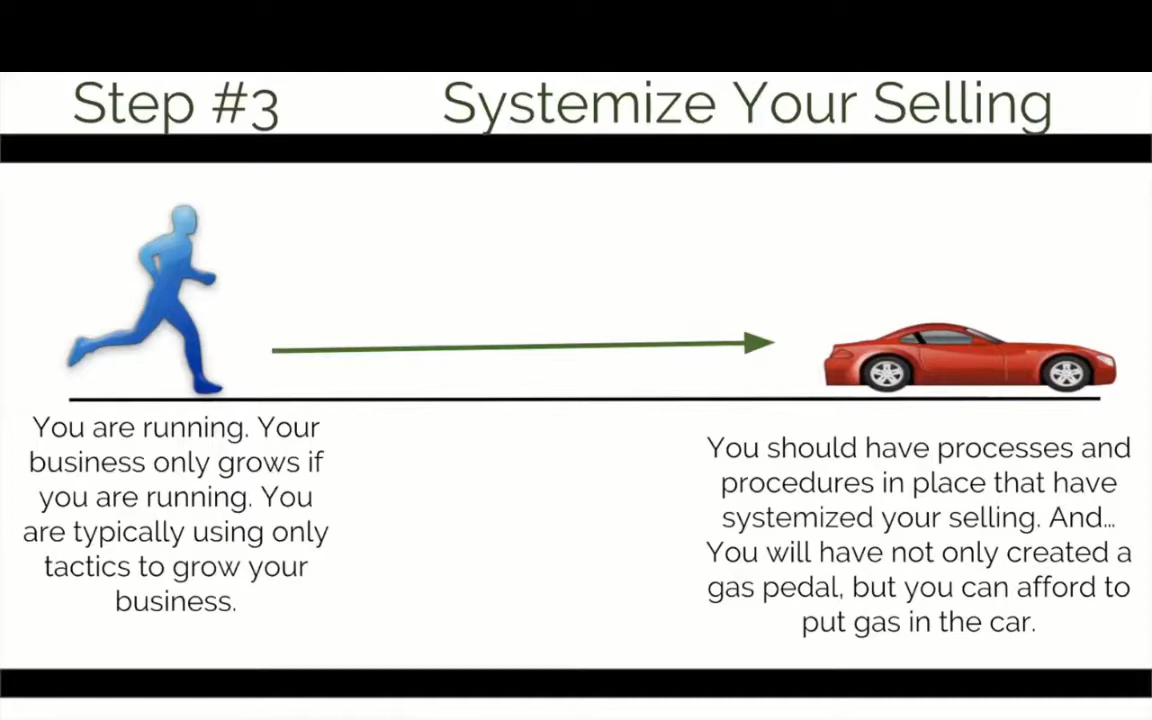 Step #3 Systemize Your Selling
You are running. Your
business only grows if
you are running. You
are typically using only
tactics to grow your
business.
You should have processes and
procedures in place that have
systemized your selling. And...
You will have not only created a
gas pedal, but you can afford to
put gas in the car.